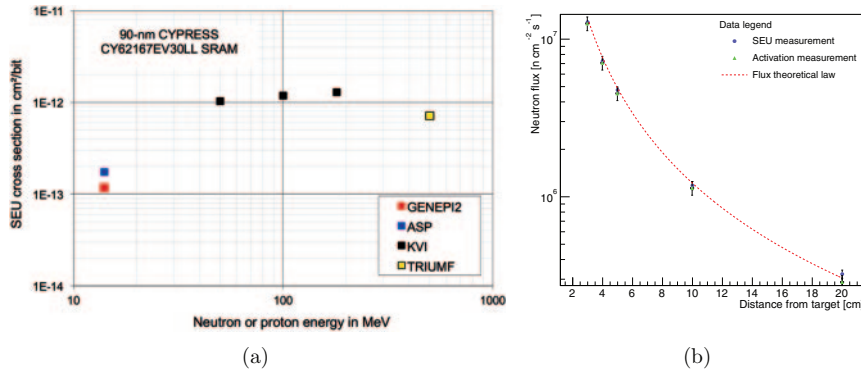 90-nm CYPRESS
CY62167EV30LL SRAM
SEU cross section in cm²/bit
1E-11
1E-12
1E-13
1E-14
10
100
1000
Neutron or proton energy in MeV
GENEPI2
ASP
KVI
TRIUMF
(a)
Neutron flux [n cm⁻² s⁻¹]
10⁷
10⁶
Data legend
SEU measurement
Activation measurement
Flux theoretical law
2 4 6 8 10 12 14 16 18 20
Distance from target [cm
(b)